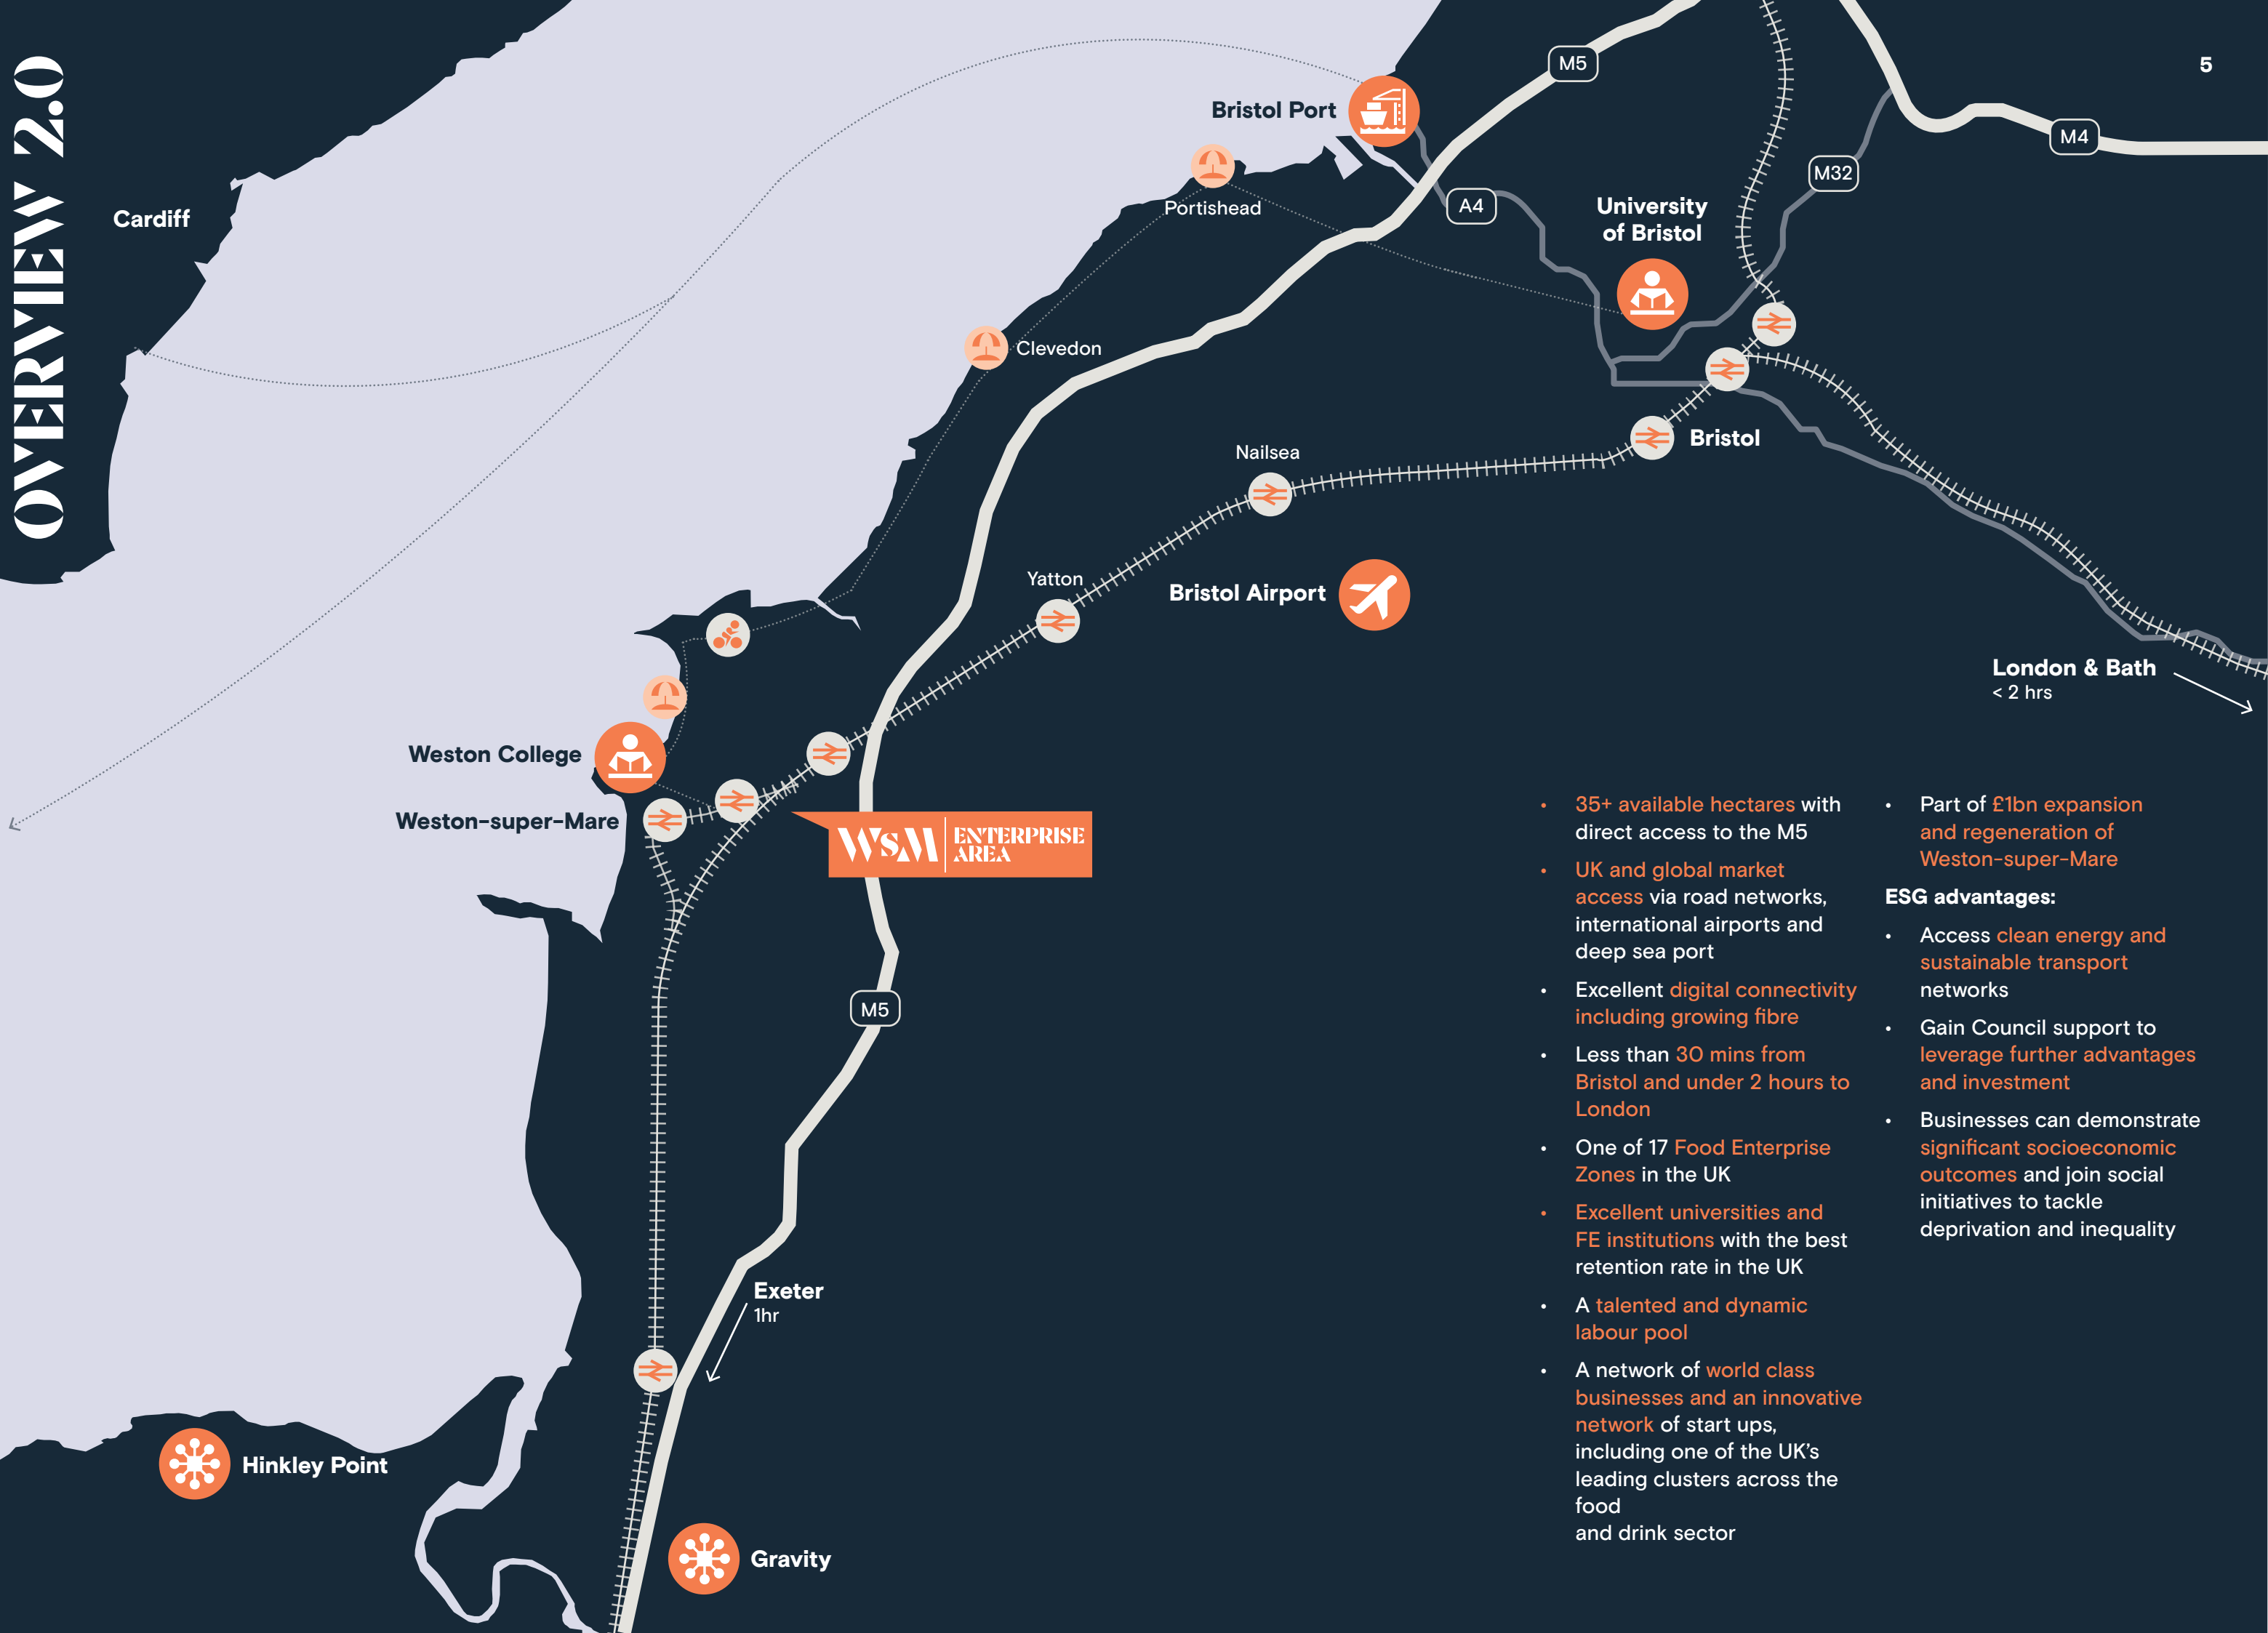 OVERVIEW 2.0
5
M5
Bristol Port
M4
M32
Portishead
A4
University
of Bristol
Cardiff
Clevedon
Bristol
Nailsea
Yatton
Bristol Airport
London & Bath
< 2 hrs
Weston College
Weston-super-Mare
WsM ENTERPRISE
AREA
M5
Exeter
1hr
Hinkley Point
Gravity
• 35+ available hectares with
direct access to the M5
• UK and global market
access via road networks,
international airports and
deep sea port
• Excellent digital connectivity
including growing fibre
• Less than 30 mins from
Bristol and under 2 hours to
London
• One of 17 Food Enterprise
Zones in the UK
• Excellent universities and
FE institutions with the best
retention rate in the UK
• A talented and dynamic
labour pool
• A network of world class
businesses and an innovative
network of start ups,
including one of the UK’s
leading clusters across the
food
and drink sector
• Part of £1bn expansion
and regeneration of
Weston-super-Mare
ESG advantages:
• Access clean energy and
sustainable transport
networks
• Gain Council support to
leverage further advantages
and investment
• Businesses can demonstrate
significant socioeconomic
outcomes and join social
initiatives to tackle
deprivation and inequality